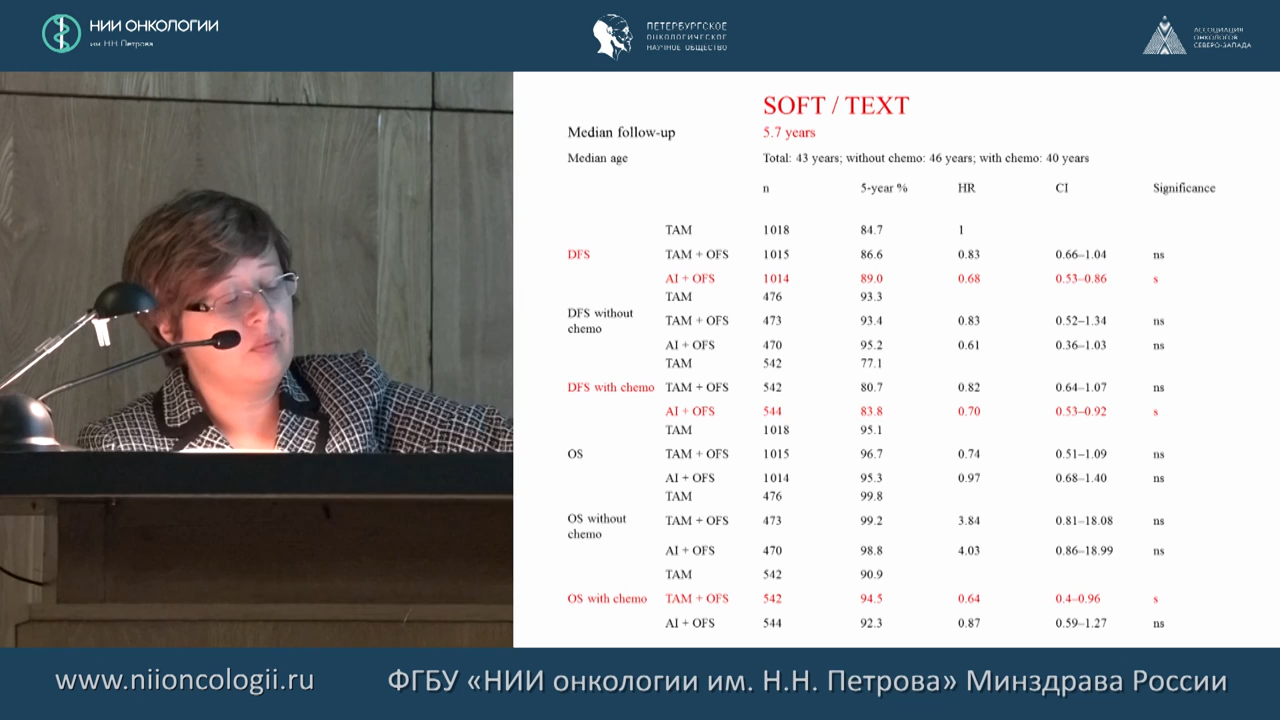 НИИ ОНКОЛОГИИ
им. Н.Н. Петрова
ПЕТЕРБУРГСКОЕ
ОНКОЛОГИЧЕСКОЕ
НАУЧНОЕ ОБЩЕСТВО
АССОЦИАЦИЯ
ОНКОЛОГОВ
СЕВЕРО-ЗАПАДА
SOFT / TEXT
Median follow-up 5.7 years
Median age Total: 43 years; without chemo: 46 years; with chemo: 40 years
n 5-year % HR CI Significance
TAM 1018 84.7 1
DFS TAM + OFS 1015 86.6 0.83 0.66–1.04 ns
AI + OFS 1014 89.0 0.68 0.53–0.86 s
TAM 476 93.3
DFS without
chemo TAM + OFS 473 93.4 0.83 0.52–1.34 ns
AI + OFS 470 95.2 0.61 0.36–1.03 ns
TAM 542 77.1
DFS with chemo TAM + OFS 542 80.7 0.82 0.64–1.07 ns
AI + OFS 544 83.8 0.70 0.53–0.92 s
TAM 1018 95.1
OS TAM + OFS 1015 96.7 0.74 0.51–1.09 ns
AI + OFS 1014 95.3 0.97 0.68–1.40 ns
TAM 476 99.8
OS without
chemo TAM + OFS 473 99.2 3.84 0.81–18.08 ns
AI + OFS 470 98.8 4.03 0.86–18.99 ns
TAM 542 90.9
OS with chemo TAM + OFS 542 94.5 0.64 0.4–0.96 s
AI + OFS 544 92.3 0.87 0.59–1.27 ns
www.niioncologii.ru
ФГБУ «НИИ онкологии им. Н.Н. Петрова» Минздрава России